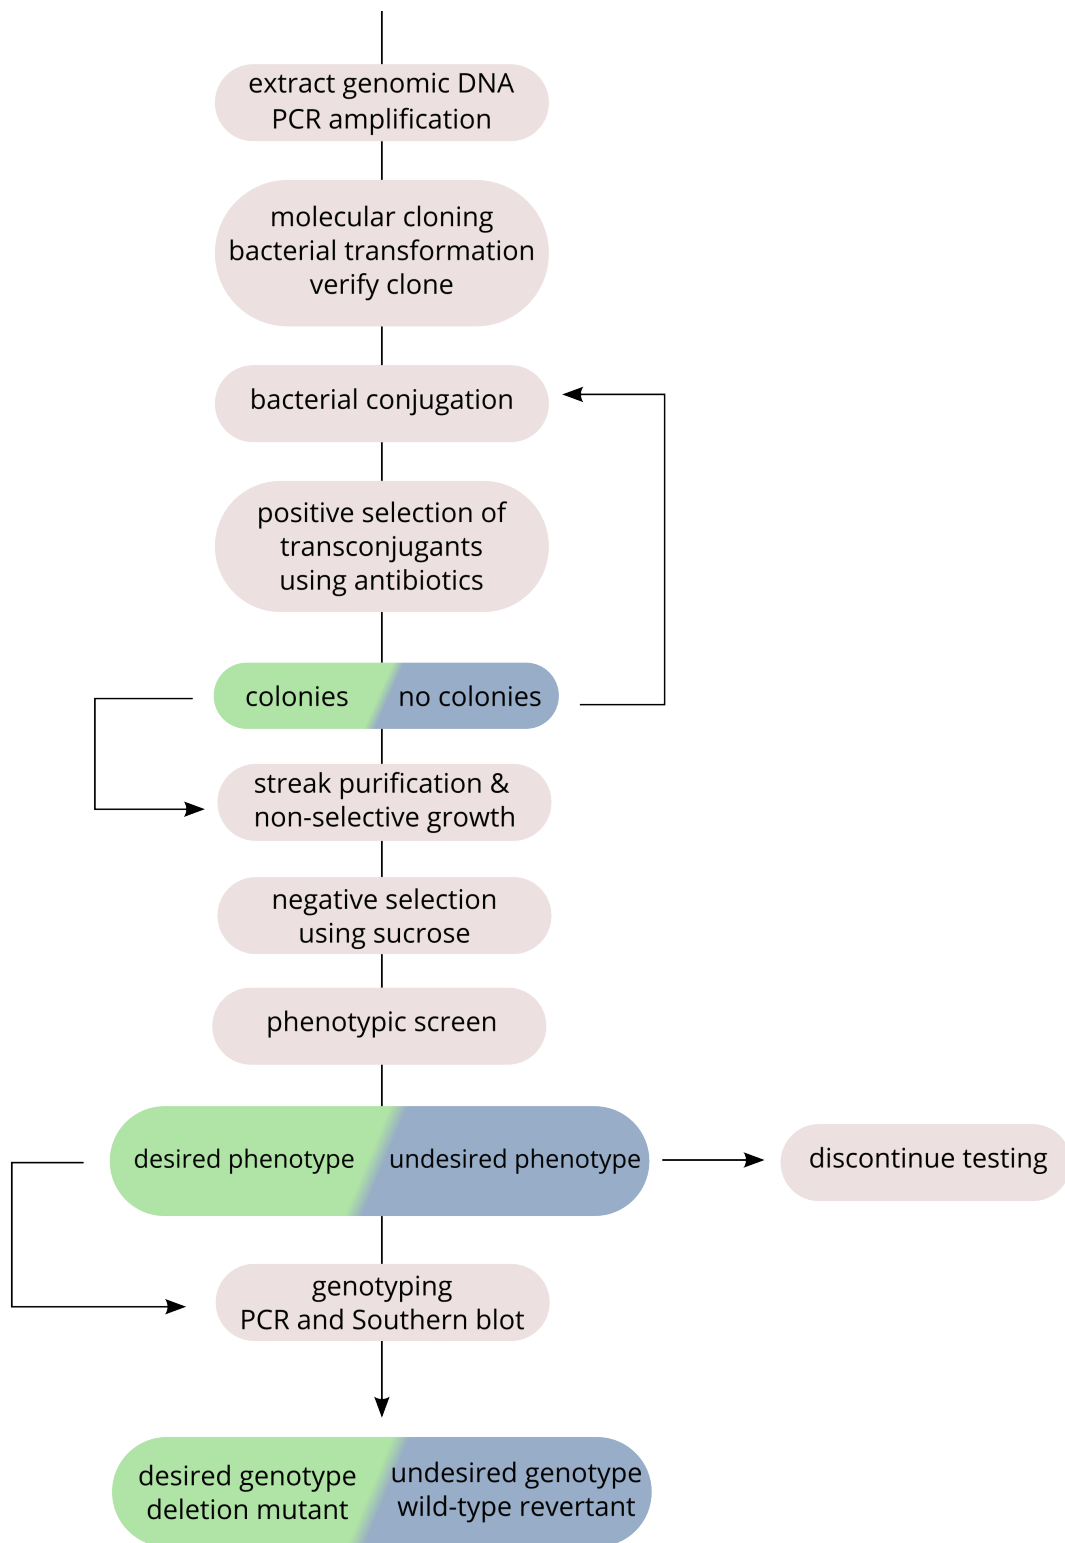 extract genomic DNA
PCR amplification
molecular cloning
bacterial transformation
verify clone
bacterial conjugation
positive selection of
transconjugants
using antibiotics
colonies
no colonies
streak purification &
non-selective growth
negative selection
using sucrose
phenotypic screen
desired phenotype
undesired phenotype
discontinue testing
genotyping
PCR and Southern blot
desired genotype
deletion mutant
undesired genotype
wild-type revertant